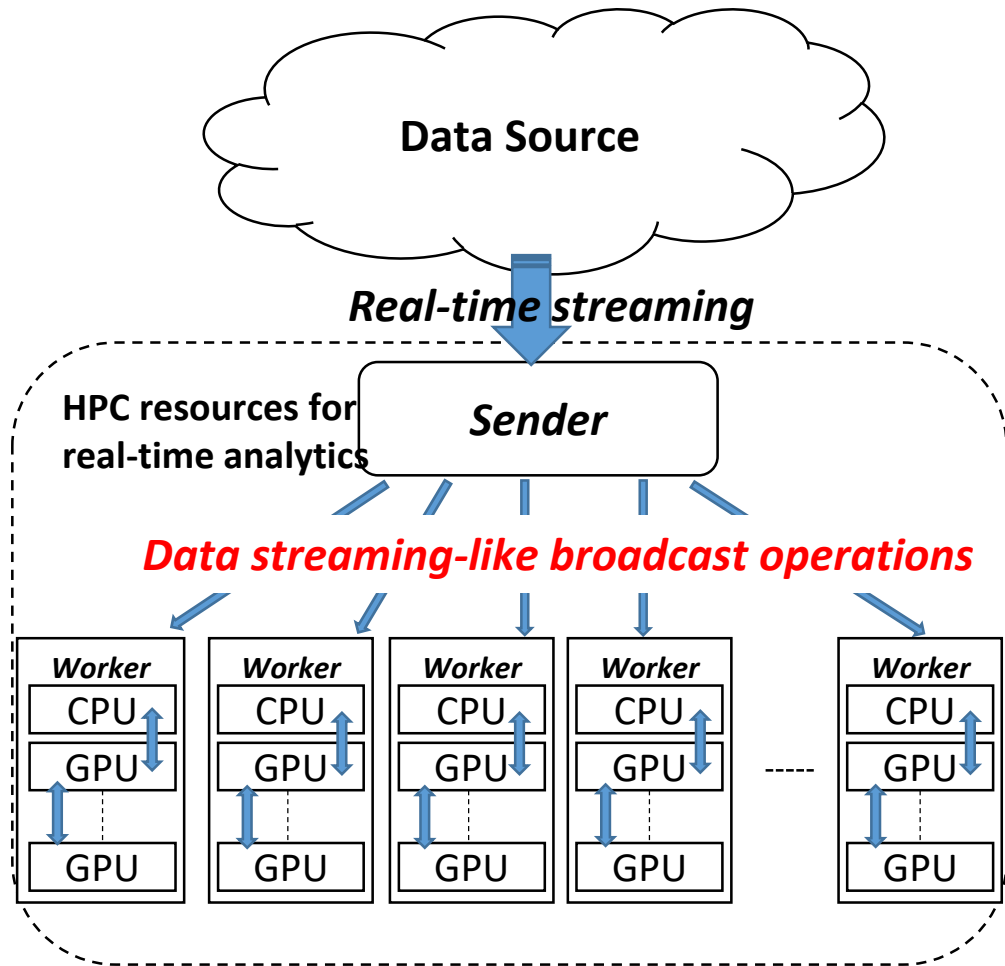 Data Source
Real-time streaming
HPC resources for
real-time analytics
Sender
Data streaming-like broadcast operations
Worker
CPU
GPU
GPU
Worker
CPU
GPU
GPU
Worker
CPU
GPU
GPU
Worker
CPU
GPU
GPU
Worker
CPU
GPU
GPU